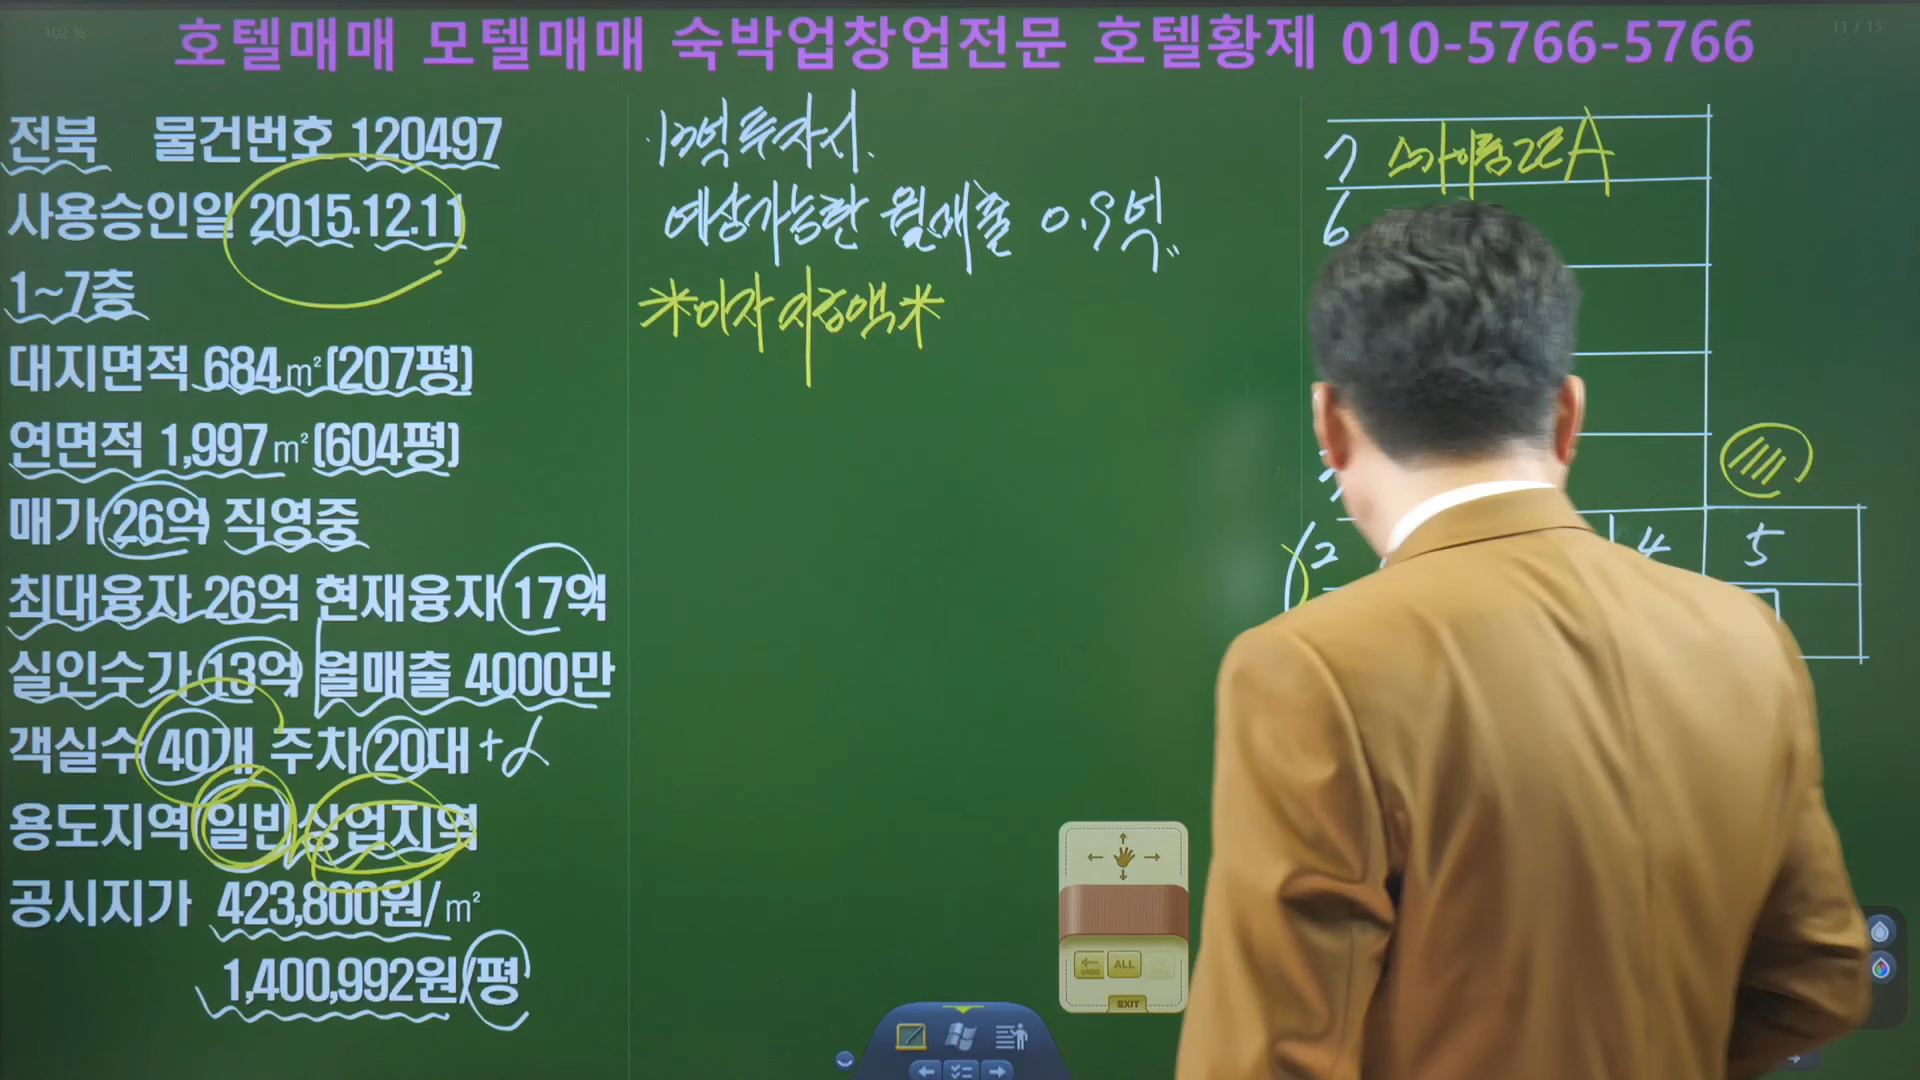 102 %
11 / 15
호텔매매 모텔매매 숙박업창업전문 호텔황제 010-5766-5766
전북 물건번호 120497
사용승인일 2015.12.11
1~7층
대지면적 684㎡(207평)
연면적 1,997㎡(604평)
매가 26억 직영중
최대융자 26억 현재융자 17억
실인수가 13억 월매출 4000만
객실수 40개 주차 20대 +α
용도지역 일반상업지역
공시지가 423,800원/㎡
1,400,992원/평
13억 투자시.
예상가능한 월매출 0.9억
*이자 지층액*
7
6
2 4 5
UNDO ALL
EXIT